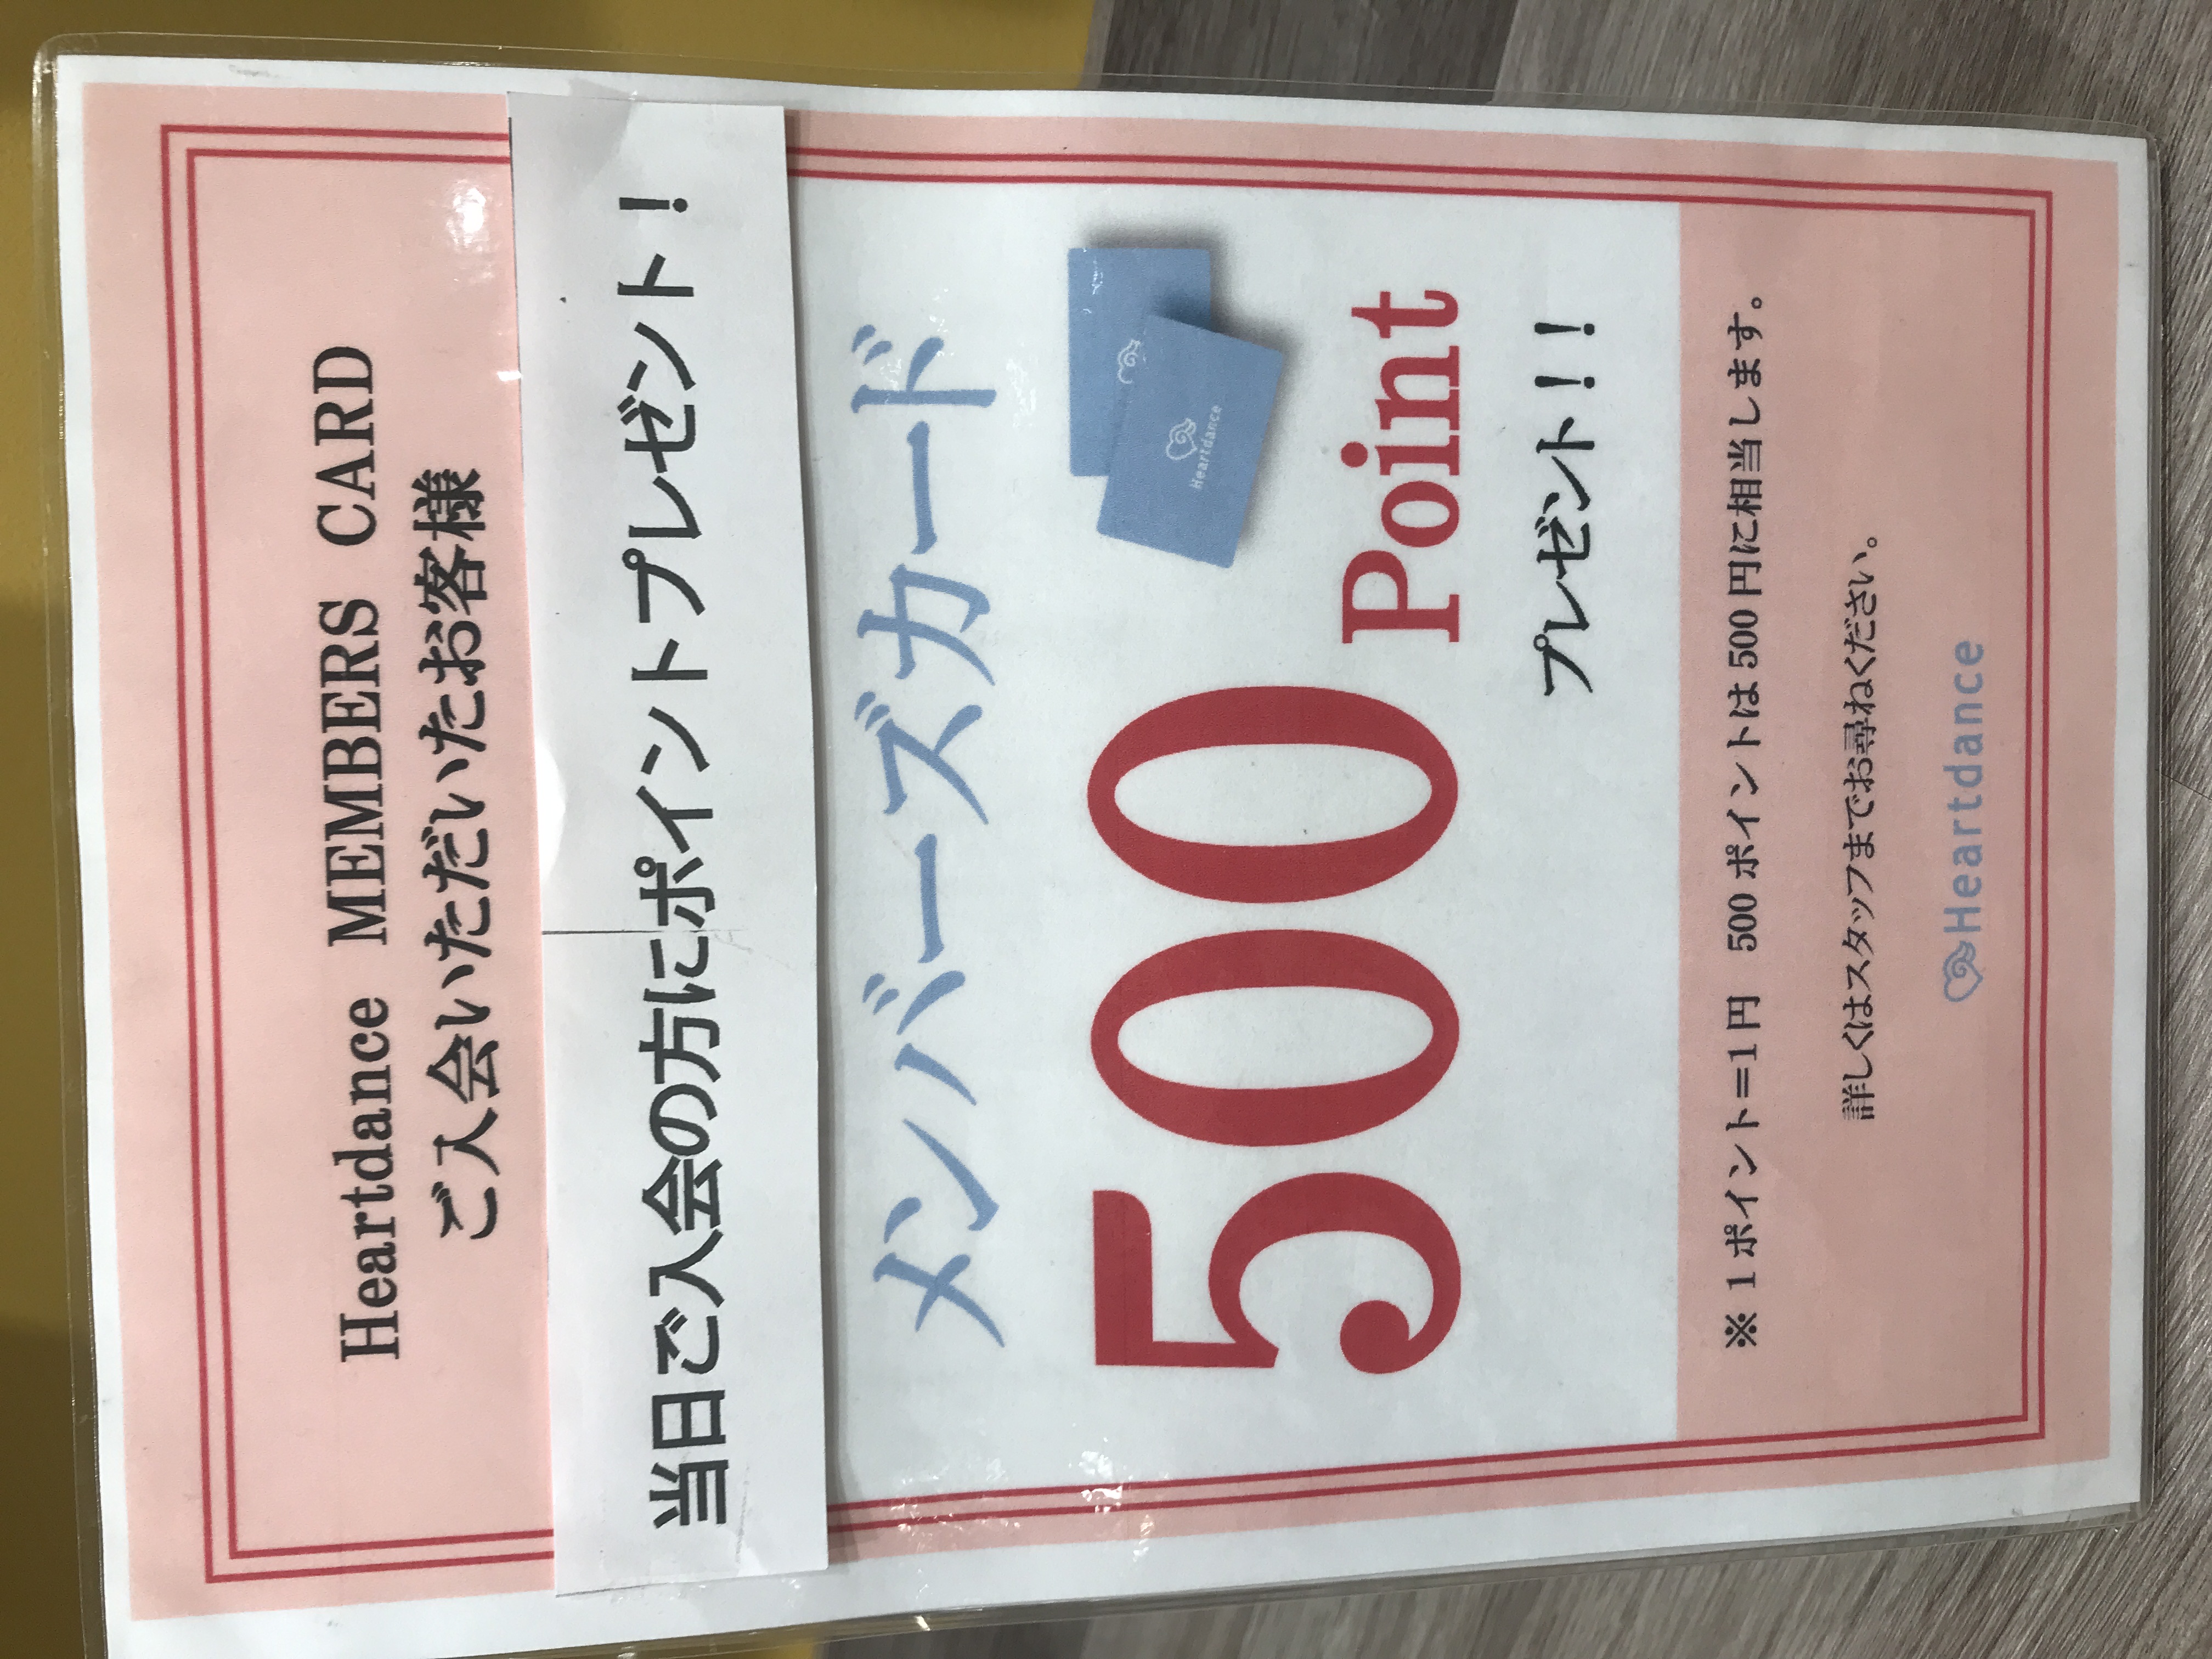 Heartdance MEMBERS CARD
ご入会いただいたお客様
当日ご入会の方にポイントプレゼント！
メンバーズカード
Heartdance
500 Point
プレゼント！！
※１ポイント＝1円　500ポイントは500円に相当します。
詳しくはスタッフまでお尋ねください。
Heartdance